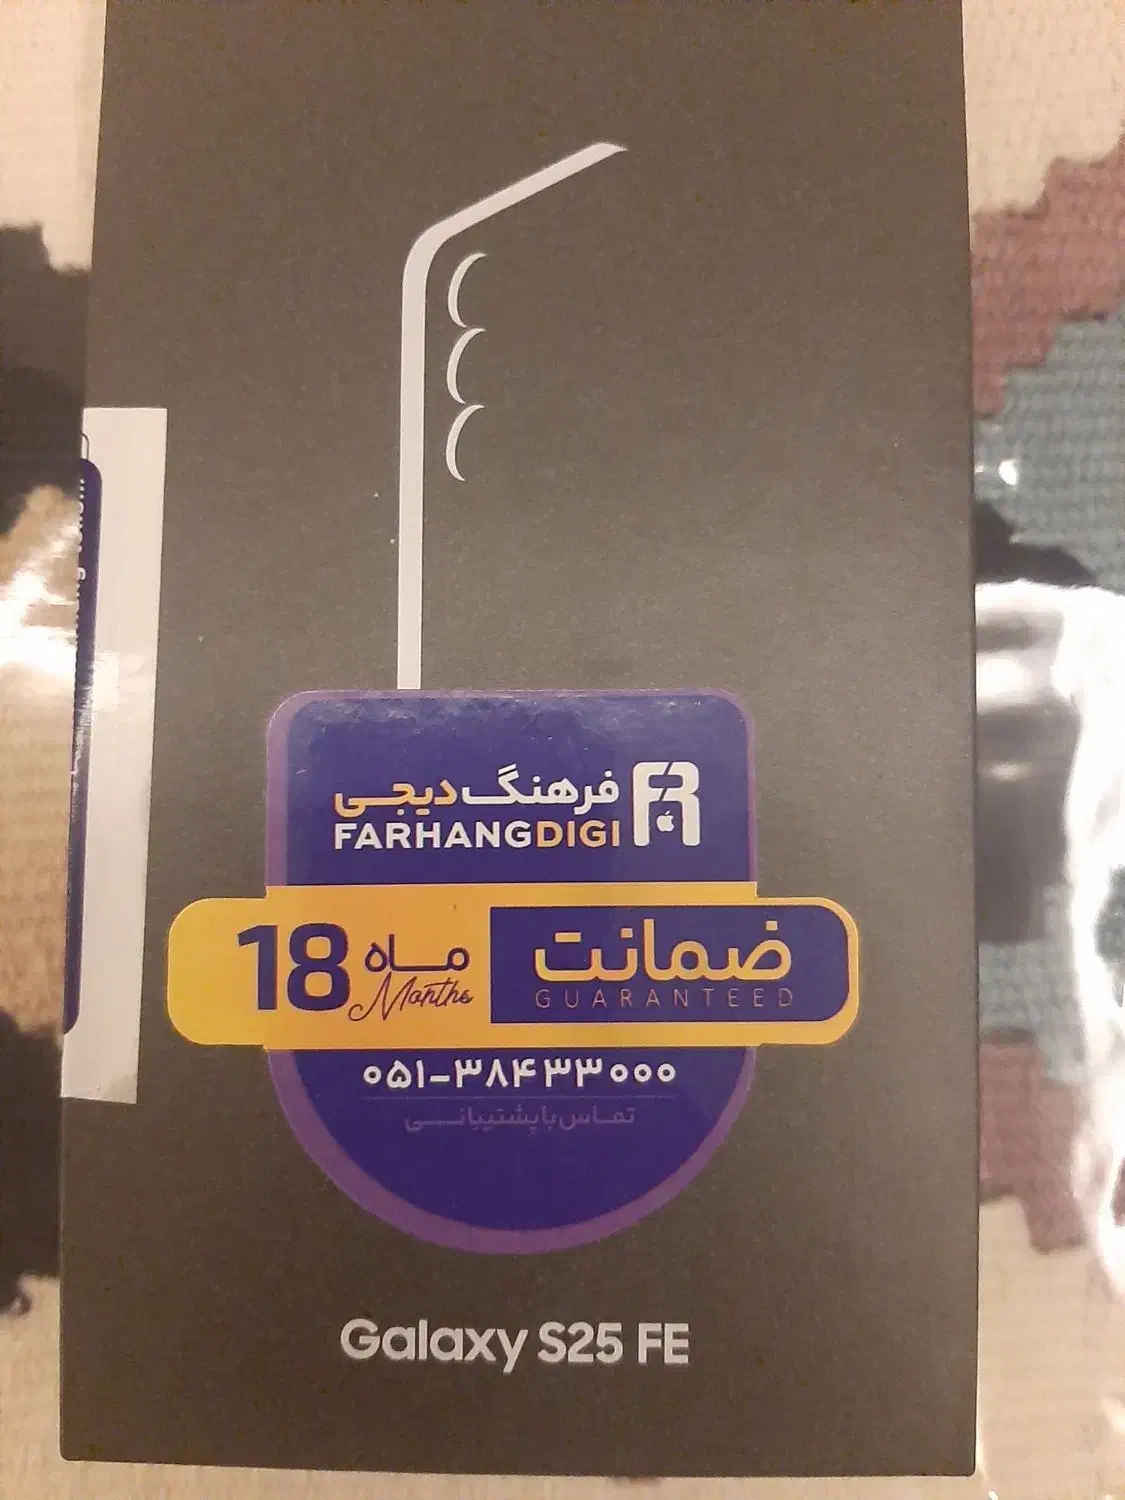 فرهنگ دیجی
FARHANGDIGI
18 ماه ضمانت
Months GUARANTEED
۰۵۱-۳۸۴۳۳۰۰۰
تماس با پشتیبانی
Galaxy S25 FE